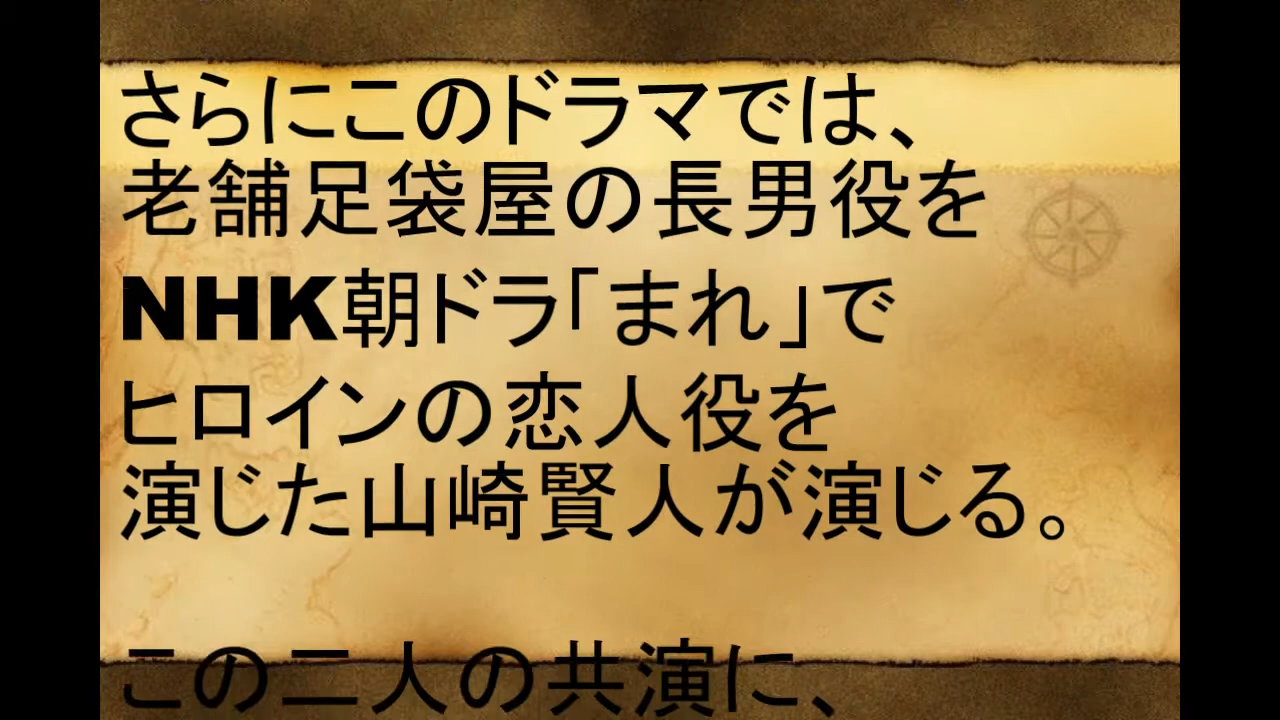 さらにこのドラマでは、
老舗足袋屋の長男役を
NHK朝ドラ「まれ」で
ヒロインの恋人役を
演じた山崎賢人が演じる。
この二人の共演に、